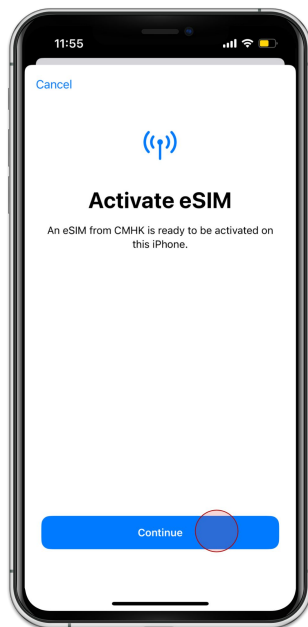 11:55
Cancel
Activate eSIM
An eSIM from CMHK is ready to be activated on
this iPhone.
Continue